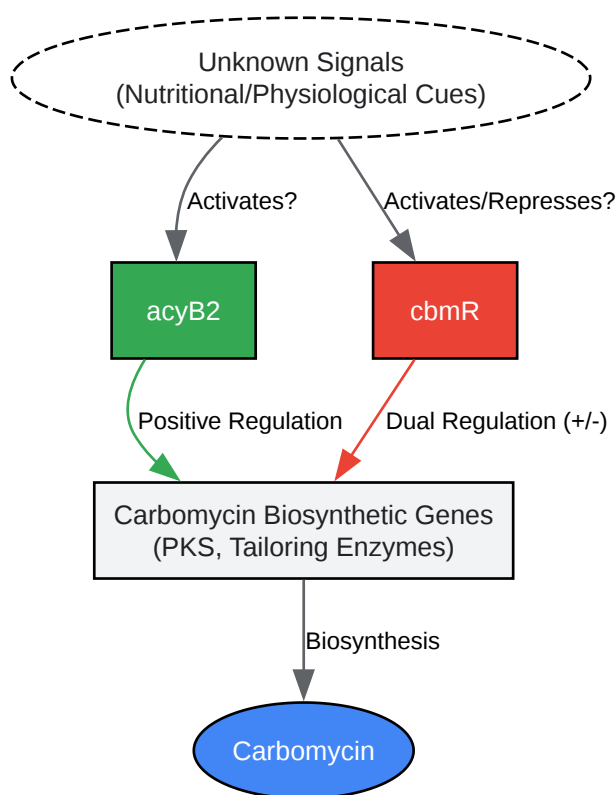 Unknown Signals
(Nutritional/Physiological Cues)
Activates?
Activates/Represses?
acyB2
cbmR
Positive Regulation
Dual Regulation (+/-)
Carbomycin Biosynthetic Genes
(PKS, Tailoring Enzymes)
Biosynthesis
Carbomycin